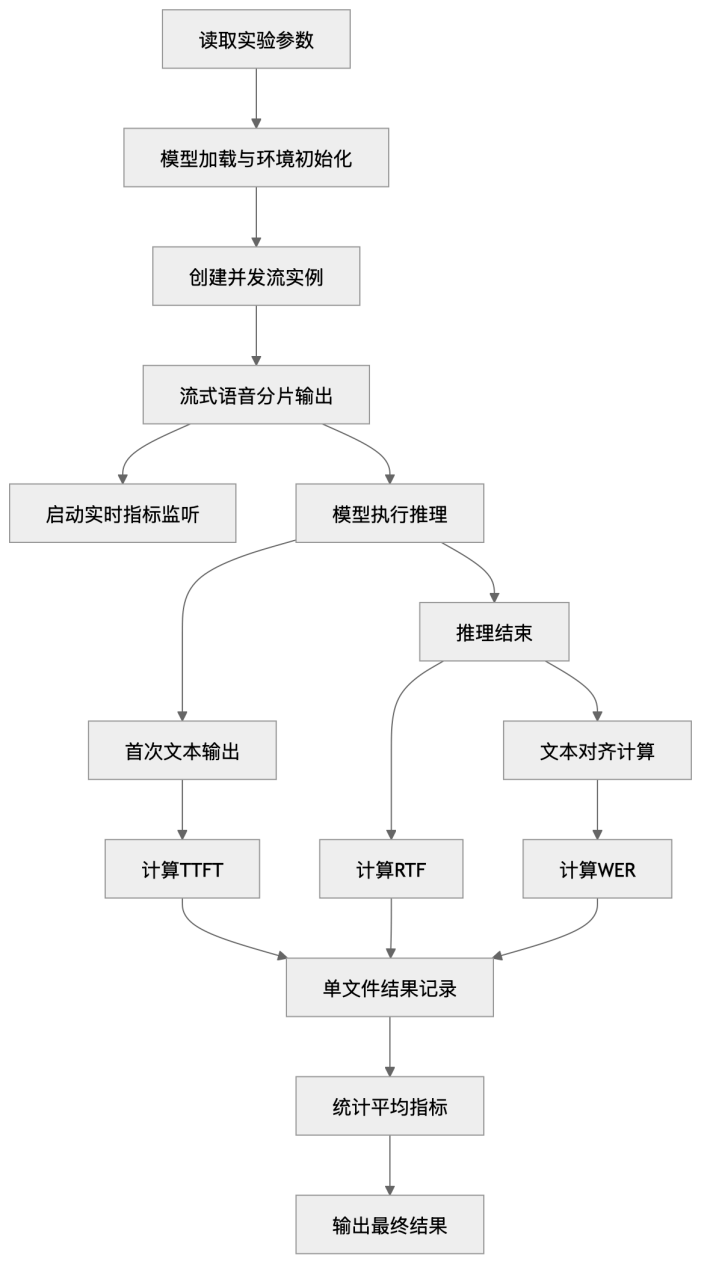 读取实验参数
模型加载与环境初始化
创建并发流实例
流式语音分片输出
启动实时指标监听
模型执行推理
推理结束
首次文本输出
文本对齐计算
计算TTFT
计算RTF
计算WER
单文件结果记录
统计平均指标
输出最终结果